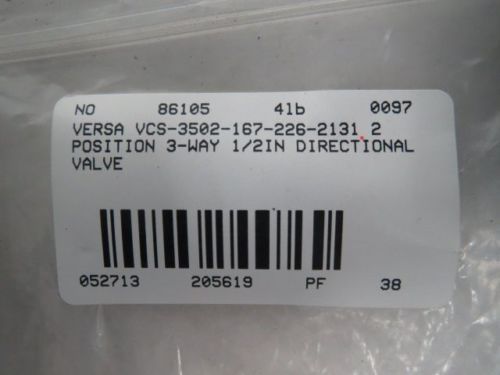 NO 86105 4lb 0097
VERSA VCS-3502-167-226-2131 2
POSITION 3-WAY 1/2IN DIRECTIONAL
VALVE
052713 205619 PF 38